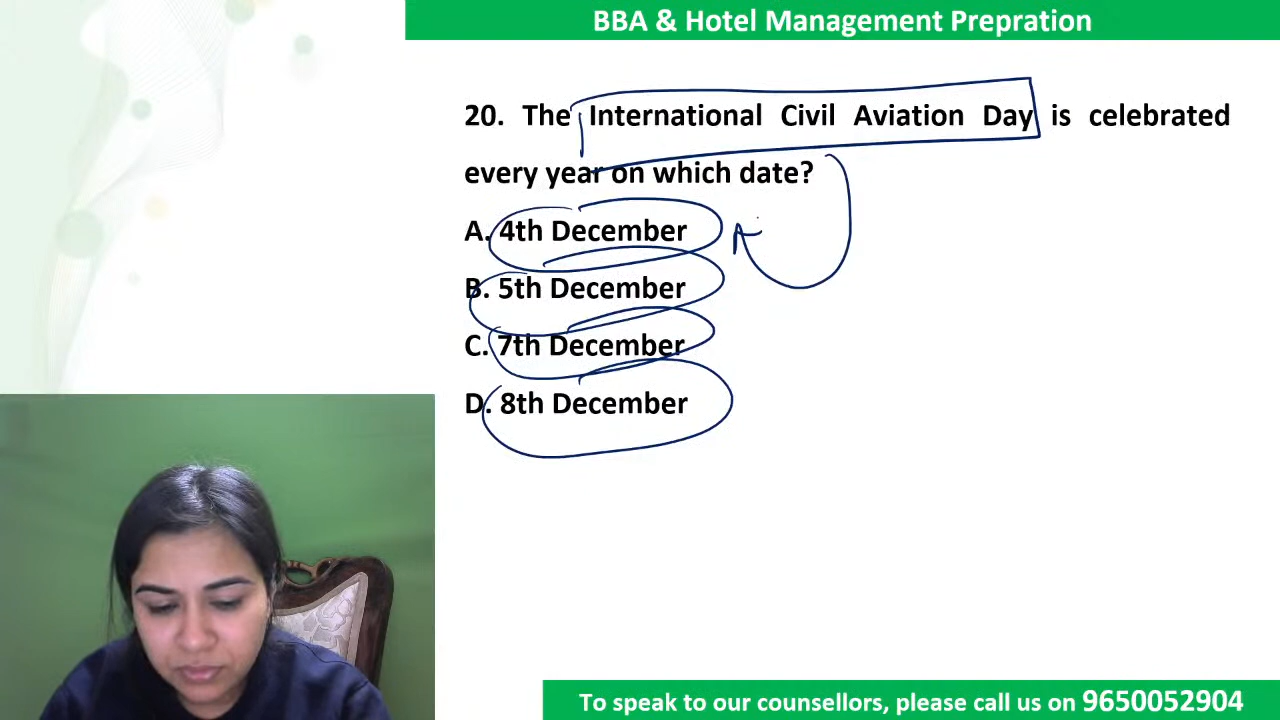 BBA & Hotel Management Prepration
20. The International Civil Aviation Day is celebrated
every year on which date?
A. 4th December
B. 5th December
C. 7th December
D. 8th December
To speak to our counsellors, please call us on 9650052904